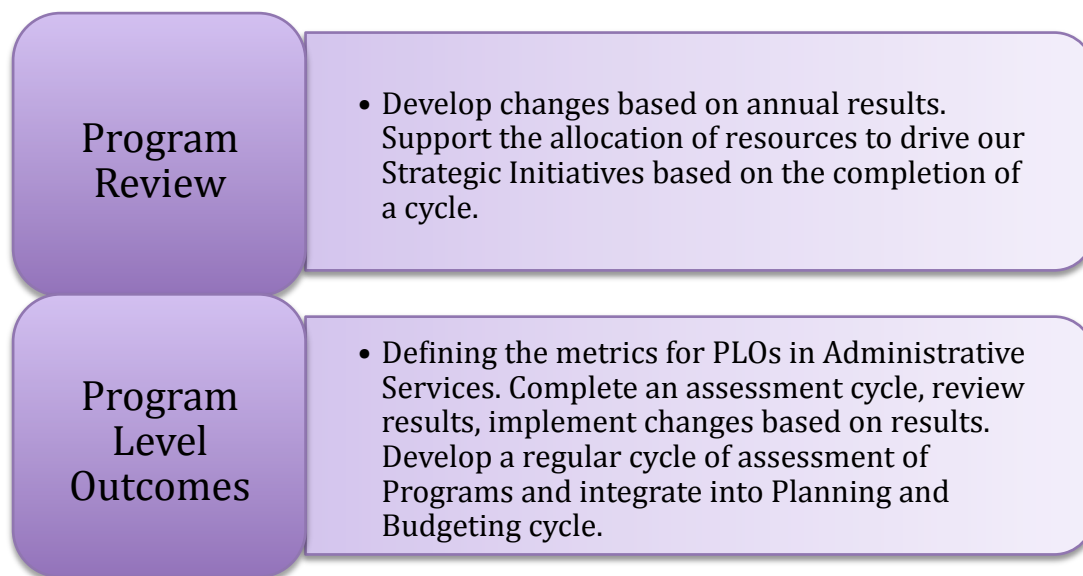 Program
Review
• Develop changes based on annual results.
Support the allocation of resources to drive our
Strategic Initiatives based on the completion of
a cycle.
Program
Level
Outcomes
• Defining the metrics for PLOs in Administrative
Services. Complete an assessment cycle, review
results, implement changes based on results.
Develop a regular cycle of assessment of
Programs and integrate into Planning and
Budgeting cycle.